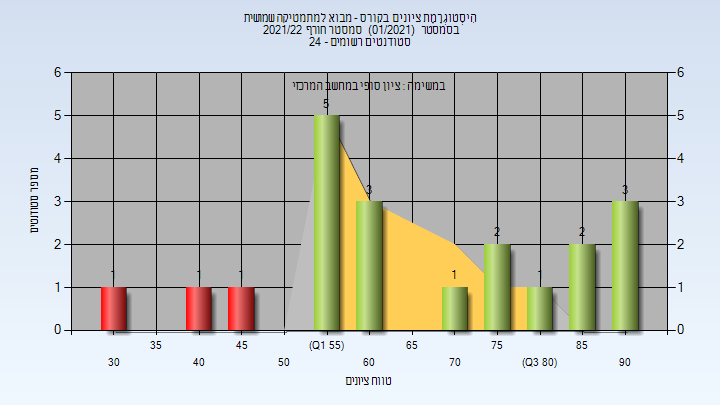 היסטוגרמת ציונים בקורס - מבוא למתמטיקה שמושית
בסמסטר (01/2021) סמסטר חורף 2021/22
סטודנטים רשומים - 24
במשימה : ציון סופי במחשב המרכזי
מספר סטודנטים
6 6
5 5
4 4
3 3
2 2
1 1
0 0
1 1 1 5 3 1 2 1 2 3
35 45 (Q1 55) 65 75 85
30 40 50 60 70 (Q3 80) 90
טווח ציונים